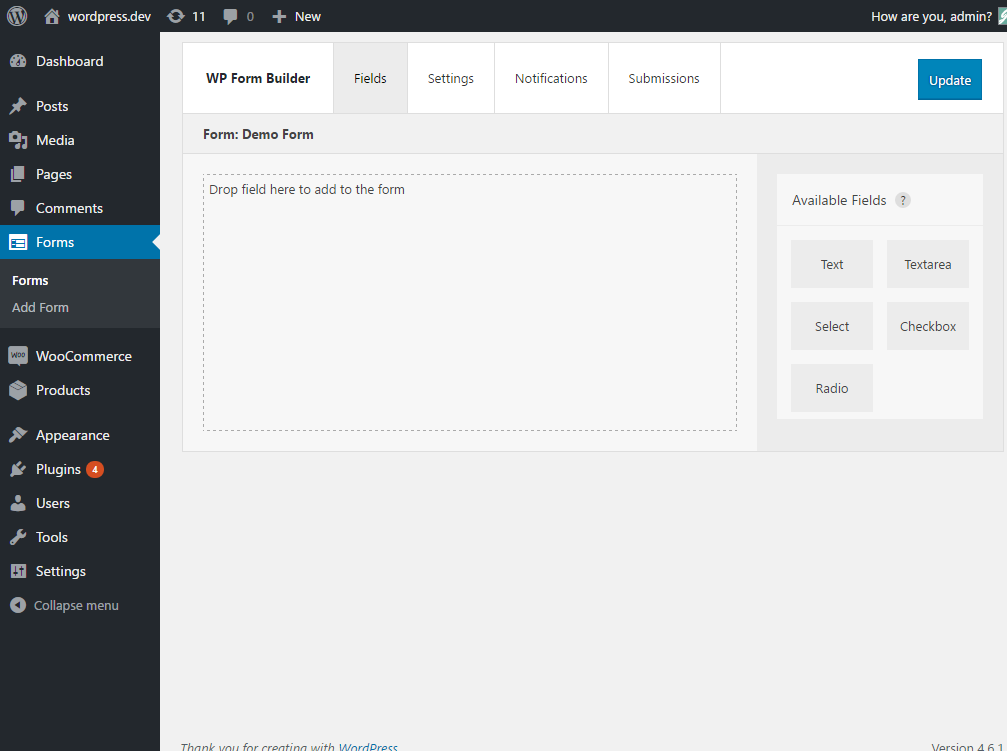 wordpress.dev 11 0 New How are you, admin?
Dashboard
Posts
Media
Pages
Comments
Forms
Forms
Add Form
WooCommerce
Products
Appearance
Plugins 4
Users
Tools
Settings
Collapse menu
WP Form Builder Fields Settings Notifications Submissions Update
Form: Demo Form
Drop field here to add to the form
Available Fields ?
Text Textarea
Select Checkbox
Radio
Thank you for creating with WordPress Version 4.6.1